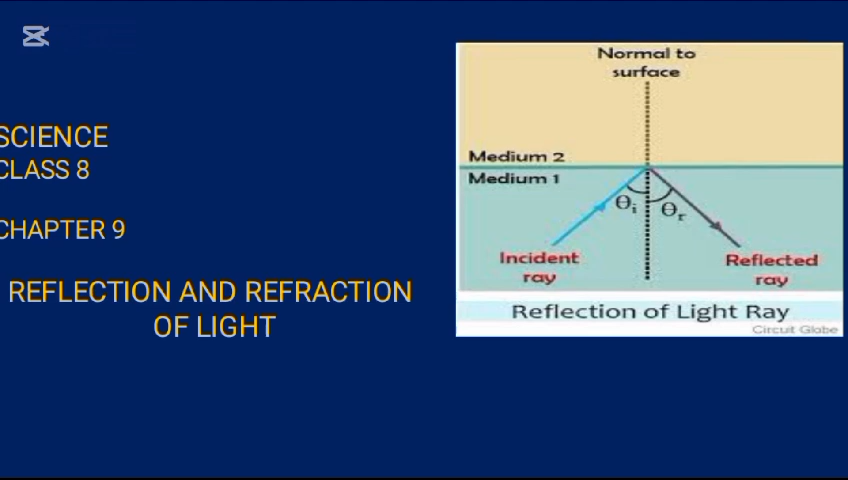 SCIENCE
CLASS 8
CHAPTER 9
REFLECTION AND REFRACTION
OF LIGHT
Normal to
surface
Medium 2
Medium 1
Θi
Θr
Incident
ray
Reflected
ray
Reflection of Light Ray
Circuit Globe